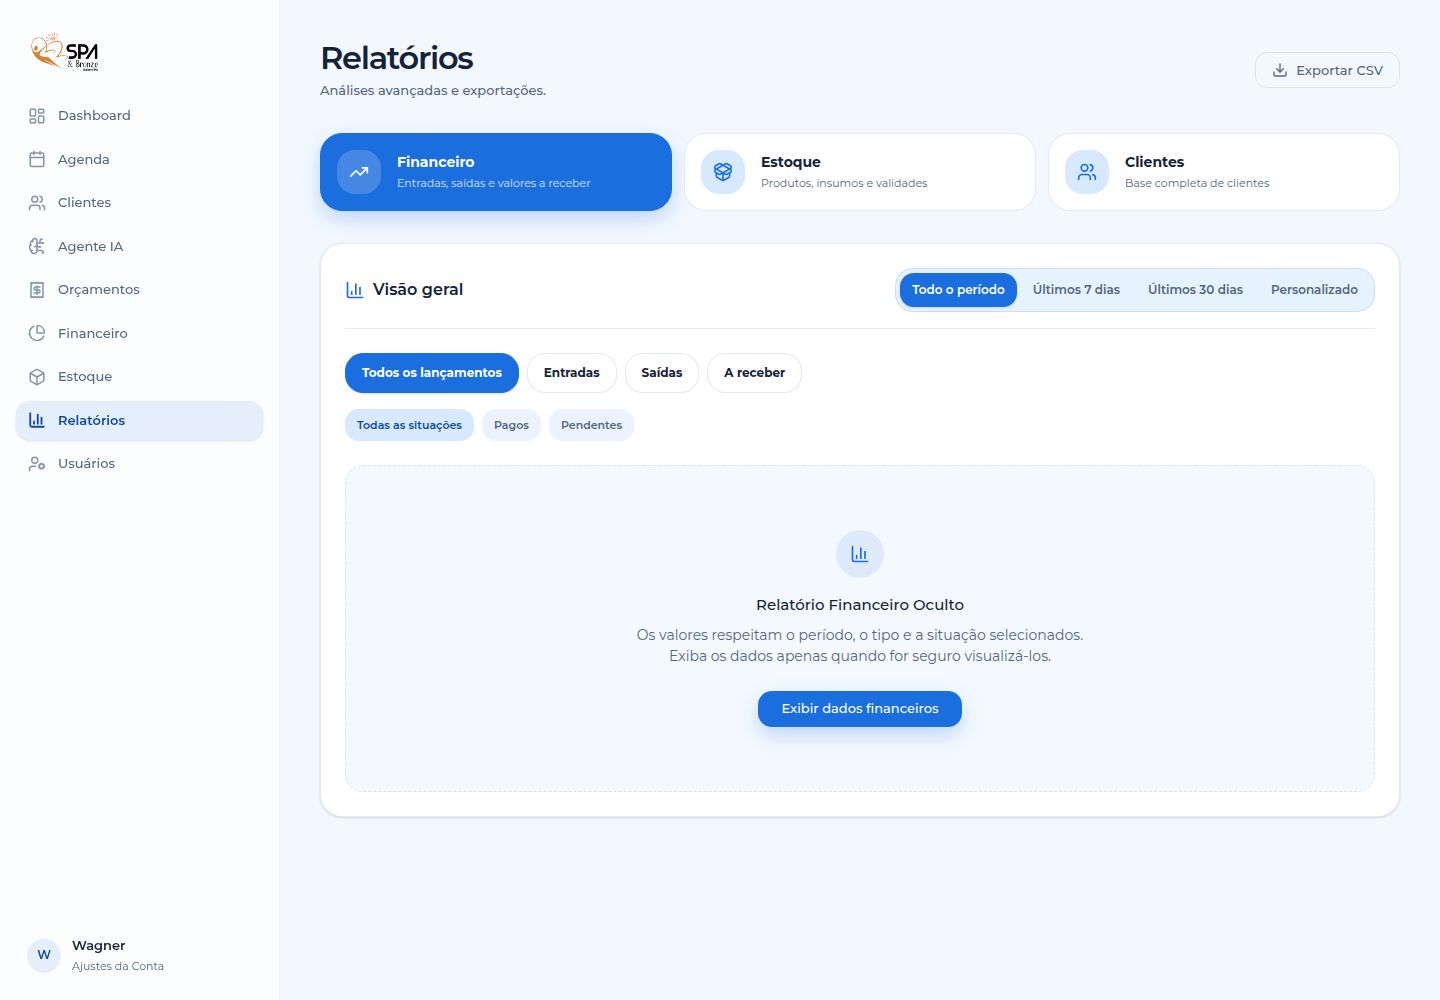 SPA
& Bronze
Dashboard
Agenda
Clientes
Agente IA
Orçamentos
Financeiro
Estoque
Relatórios
Usuários
W
Wagner
Ajustes da Conta
Relatórios
Análises avançadas e exportações.
Exportar CSV
Financeiro
Entradas, saídas e valores a receber
Estoque
Produtos, insumos e validades
Clientes
Base completa de clientes
Visão geral
Todo o período
Últimos 7 dias
Últimos 30 dias
Personalizado
Todos os lançamentos
Entradas
Saídas
A receber
Todas as situações
Pagos
Pendentes
Relatório Financeiro Oculto
Os valores respeitam o período, o tipo e a situação selecionados.
Exiba os dados apenas quando for seguro visualizá-los.
Exibir dados financeiros